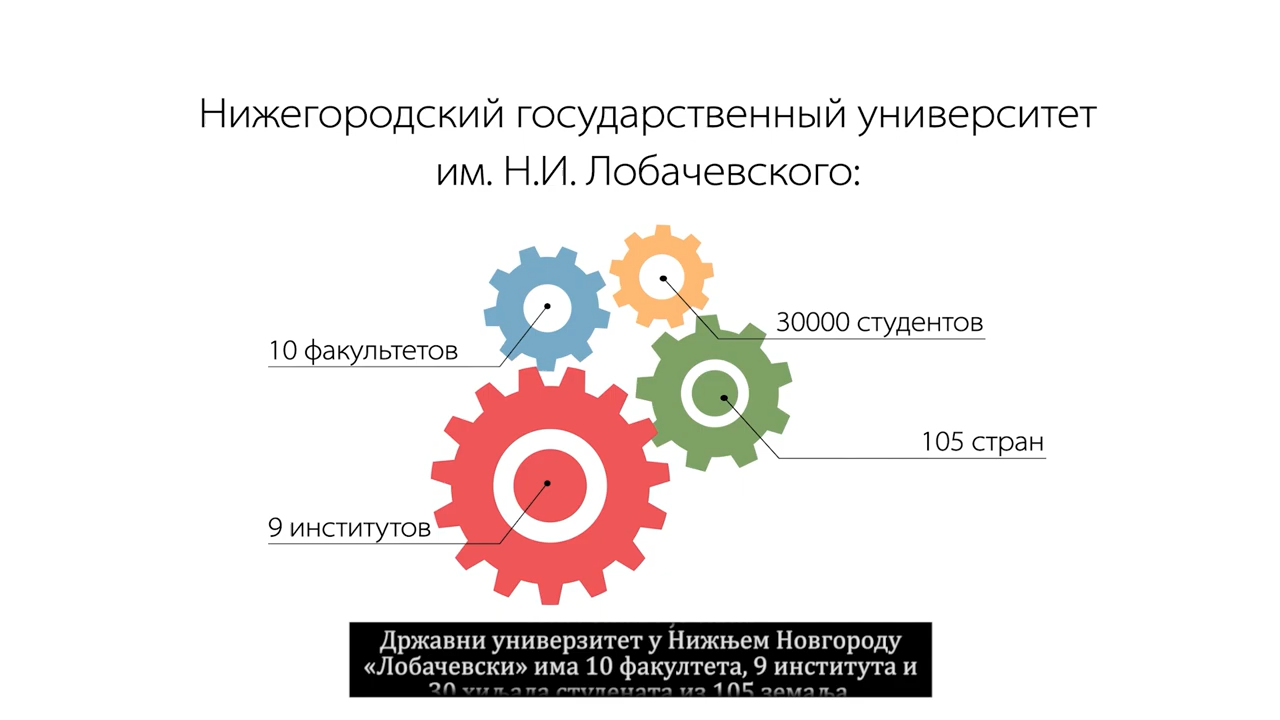 Нижегородский государственный университет
им. Н.И. Лобачевского:
30000 студентов
10 факультетов
105 стран
9 институтов
Државни универзитет у Нижњем Новгороду
«Лобачевски» има 10 факултета, 9 института и
30 хиљада студената из 105 земаља